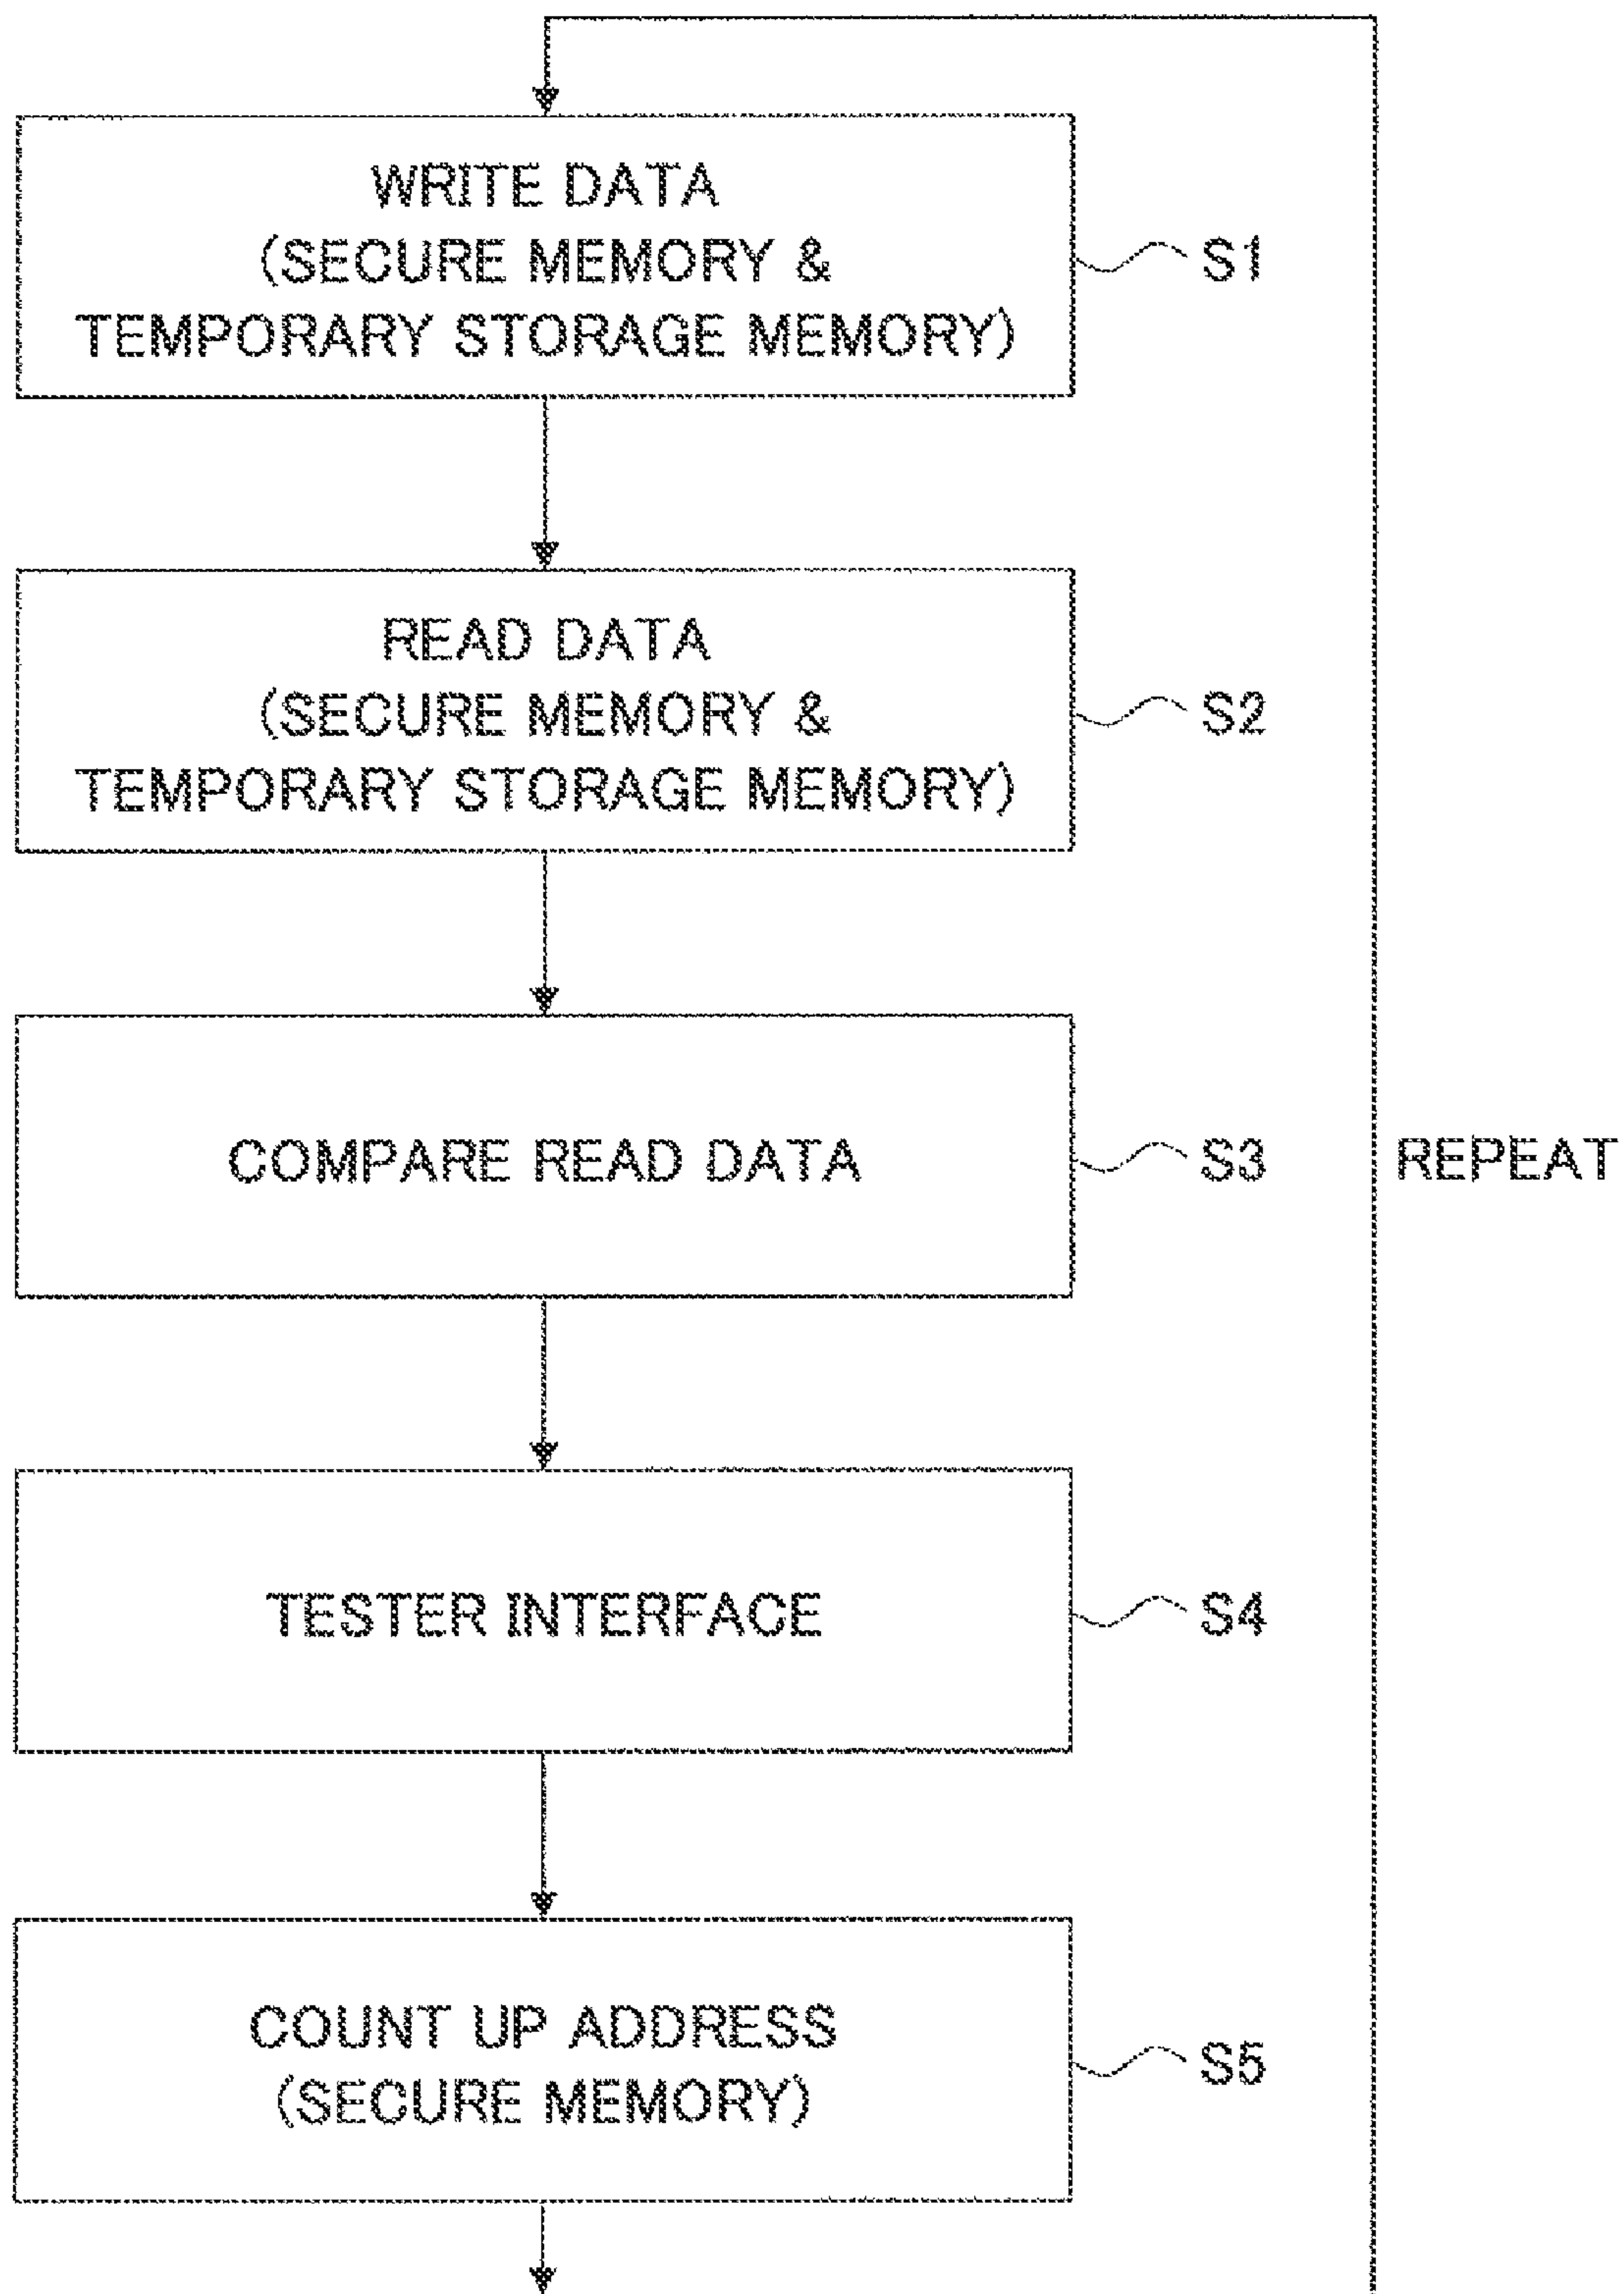 WRITE DATA
(SECURE MEMORY &
TEMPORARY STORAGE MEMORY)
S1
READ DATA
(SECURE MEMORY &
TEMPORARY STORAGE MEMORY)
S2
COMPARE READ DATA
S3
REPEAT
TESTER INTERFACE
S4
COUNT UP ADDRESS
(SECURE MEMORY)
S5